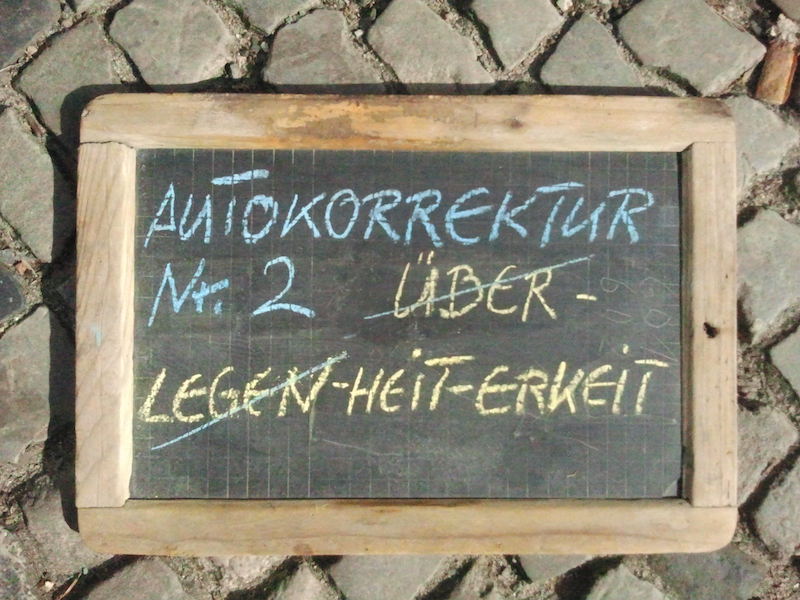 AUTOKORREKTUR
Nr. 2 ÜBER-
LEGEN-HEiT-ERKEiT